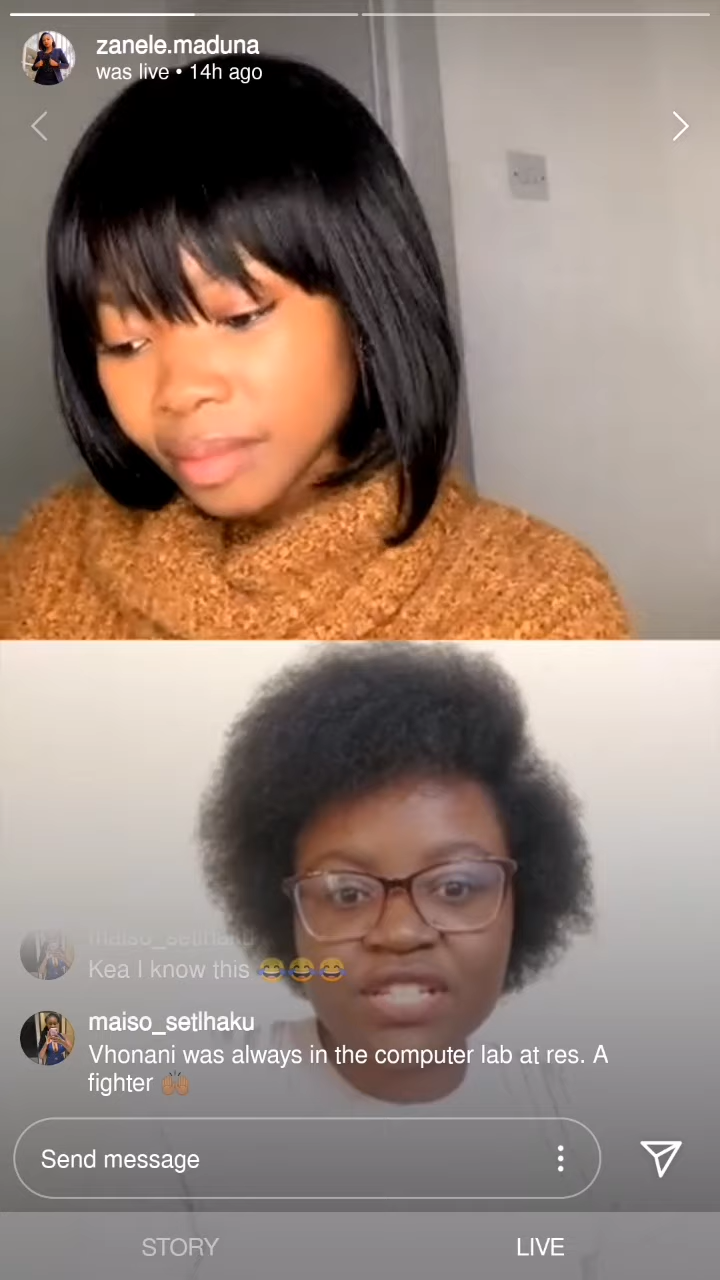 zanele.maduna
was live • 14h ago
maiso_setlhaku
Kea I know this 😂😂😂
maiso_setlhaku
Vhonani was always in the computer lab at res. A
fighter 🙌🏽
Send message
STORY
LIVE